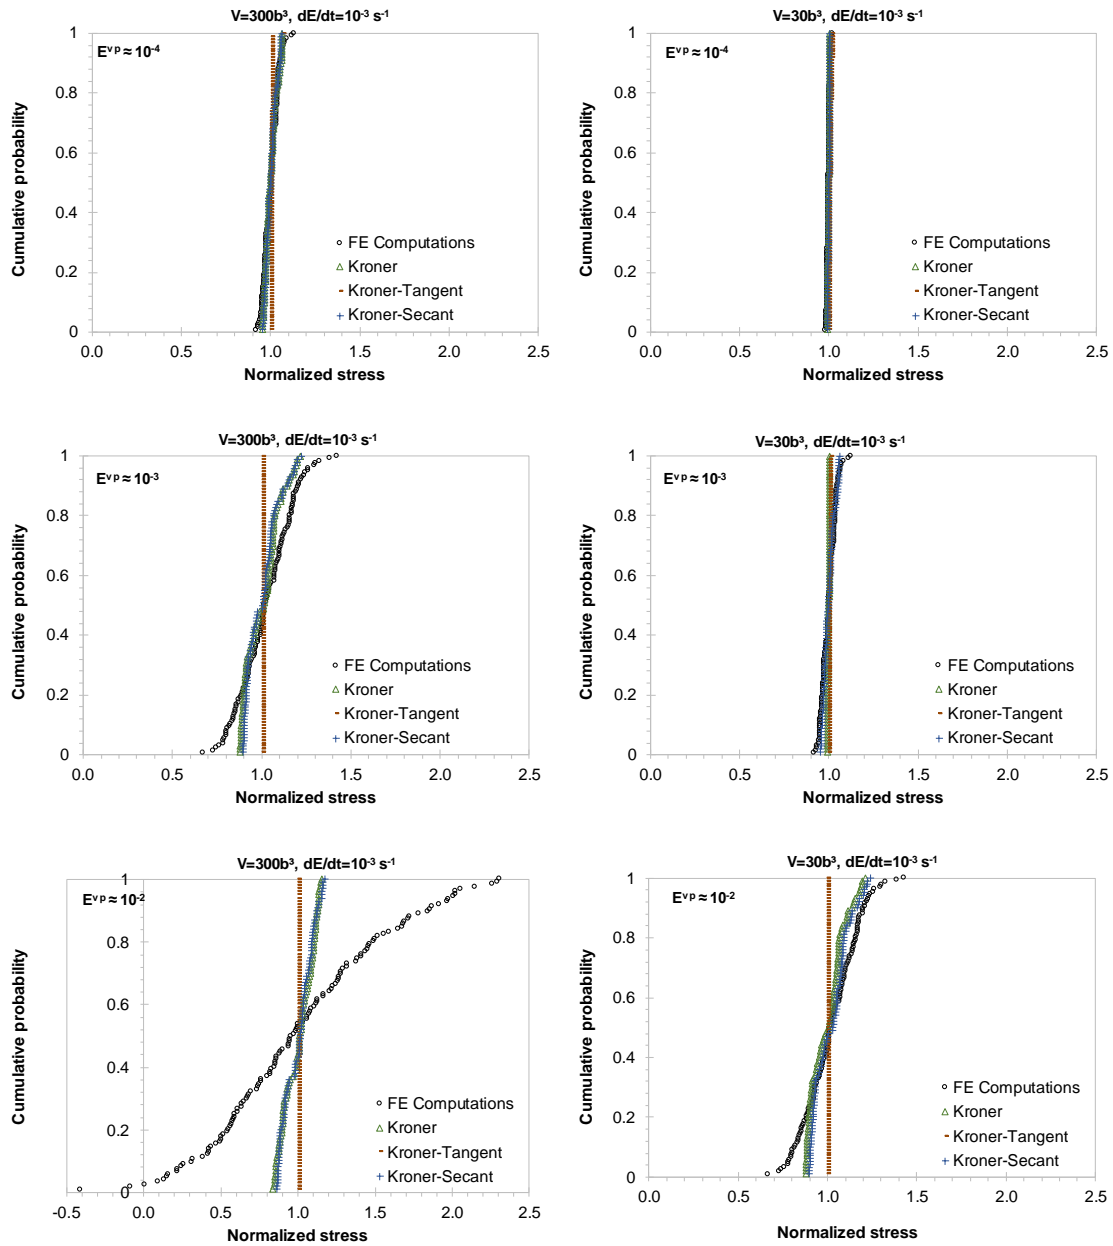 V=300b³, dE/dt=10⁻³ s⁻¹
E^vp ≈ 10⁻⁴
Cumulative probability
1
0.8
0.6
0.4
0.2
0
FE Computations
Kroner
Kroner-Tangent
Kroner-Secant
0.0 0.5 1.0 1.5 2.0 2.5
Normalized stress
V=30b³, dE/dt=10⁻³ s⁻¹
E^vp ≈ 10⁻⁴
Cumulative probability
1
0.8
0.6
0.4
0.2
0
FE Computations
Kroner
Kroner-Tangent
Kroner-Secant
0.0 0.5 1.0 1.5 2.0 2.5
Normalized stress
V=300b³, dE/dt=10⁻³ s⁻¹
E^vp ≈ 10⁻³
Cumulative probability
1
0.8
0.6
0.4
0.2
0
FE Computations
Kroner
Kroner-Tangent
Kroner-Secant
0.0 0.5 1.0 1.5 2.0 2.5
Normalized stress
V=30b³, dE/dt=10⁻³ s⁻¹
E^vp ≈ 10⁻³
Cumulative probability
1
0.8
0.6
0.4
0.2
0
FE Computations
Kroner
Kroner-Tangent
Kroner-Secant
0.0 0.5 1.0 1.5 2.0 2.5
Normalized stress
V=300b³, dE/dt=10⁻³ s⁻¹
E^vp ≈ 10⁻²
Cumulative probability
1
0.8
0.6
0.4
0.2
0
FE Computations
Kroner
Kroner-Tangent
Kroner-Secant
-0.5 0.0 0.5 1.0 1.5 2.0 2.5
Normalized stress
V=30b³, dE/dt=10⁻³ s⁻¹
E^vp ≈ 10⁻²
Cumulative probability
1
0.8
0.6
0.4
0.2
0
FE Computations
Kroner
Kroner-Tangent
Kroner-Secant
0.0 0.5 1.0 1.5 2.0 2.5
Normalized stress